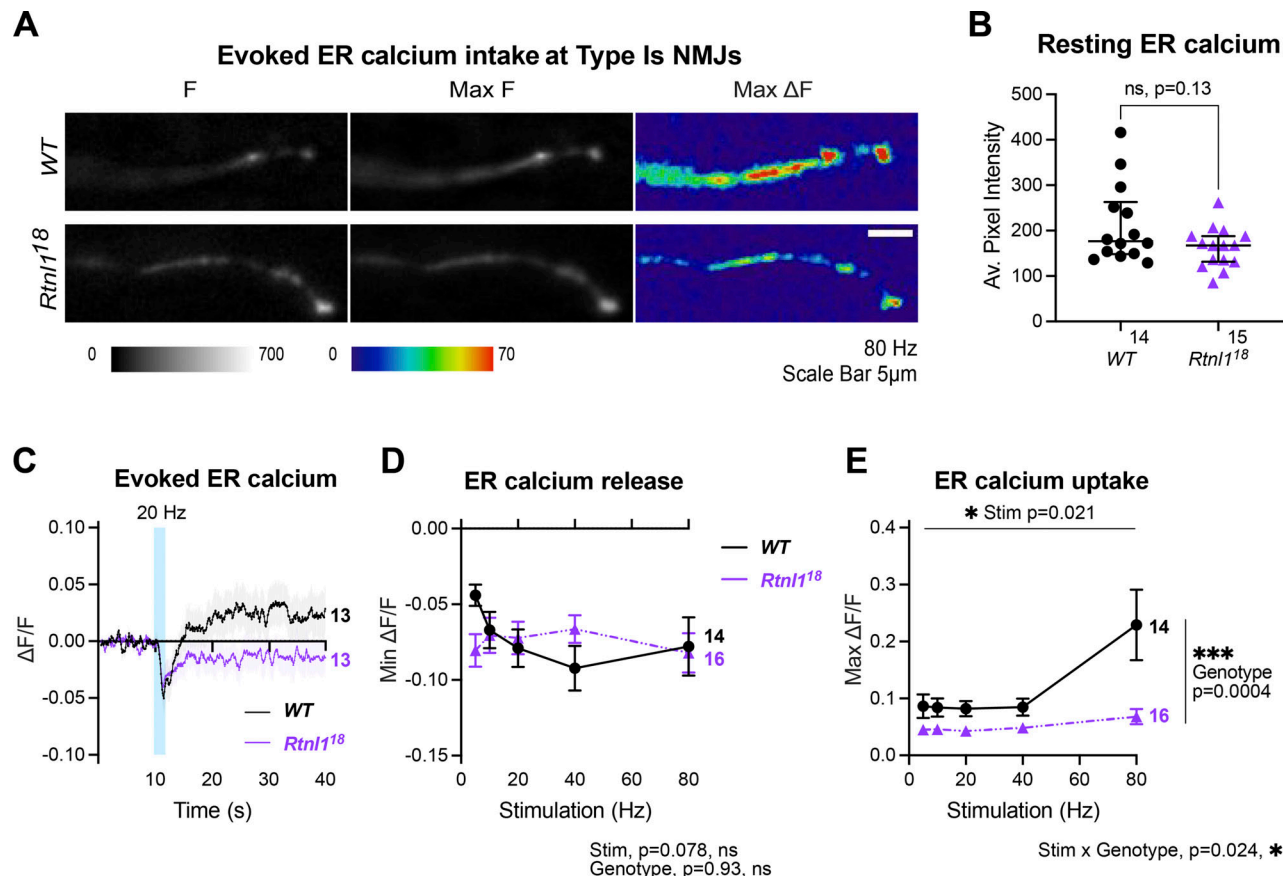 A
Evoked ER calcium intake at Type Is NMJs
F Max F Max ΔF
WT
Rtnl1¹⁸
0 700 0 70
80 Hz
Scale Bar 5μm
B
Resting ER calcium
ns, p=0.13
Av. Pixel Intensity
500
400
300
200
100
0
14 15
WT Rtnl1¹⁸
C
Evoked ER calcium
20 Hz
ΔF/F
0.10
0.05
0.00
-0.05
-0.10
13
13
WT
Rtnl1¹⁸
10 20 30 40
Time (s)
D
ER calcium release
Min ΔF/F
0.00
-0.05
-0.10
-0.15
WT
Rtnl1¹⁸
14
16
0 20 40 60 80
Stimulation (Hz)
Stim, p=0.078, ns
Genotype, p=0.93, ns
E
ER calcium uptake
* Stim p=0.021
Max ΔF/F
0.4
0.3
0.2
0.1
0.0
14
16
***
Genotype
p=0.0004
0 20 40 60 80
Stimulation (Hz)
Stim x Genotype, p=0.024, *